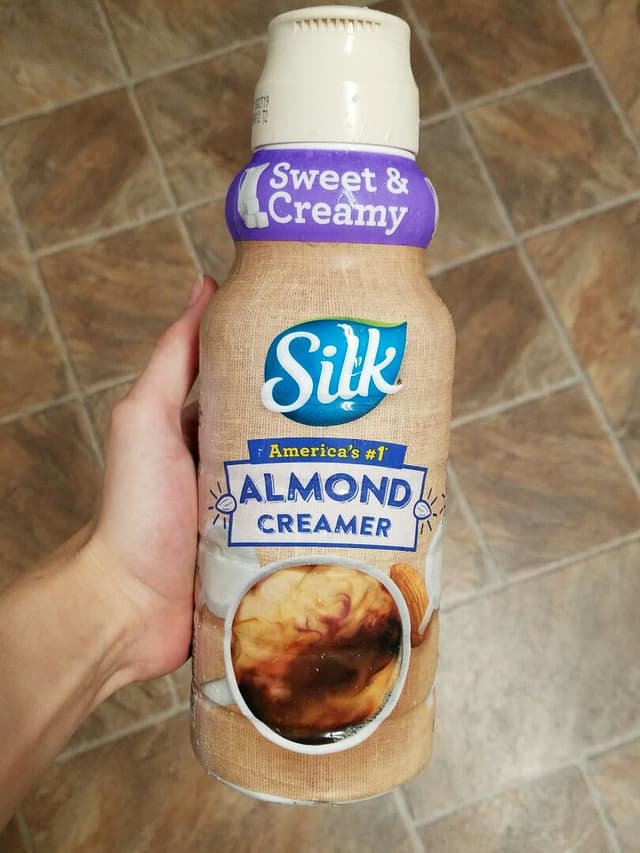 Sweet &
Creamy
Silk
America's #1
ALMOND
CREAMER